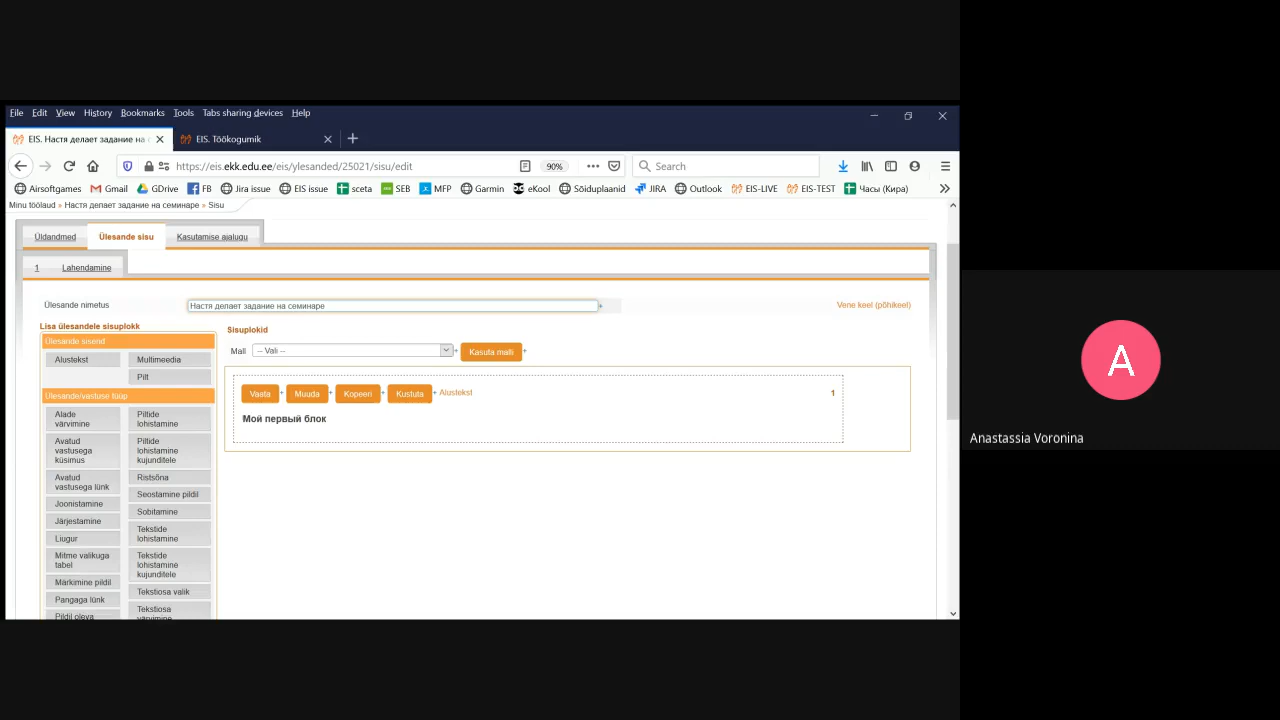 File Edit View History Bookmarks Tools Tabs sharing devices Help
EIS. Настя делает задание на
EIS. Töökogumik
https://eis.ekk.edu.ee/eis/ylesanded/25021/sisu/edit
90%
Search
Airsoftgames Gmail GDrive FB Jira issue EIS issue sceta SEB MFP Garmin eKool Sõiduplaanid JIRA Outlook EIS-LIVE EIS-TEST Часы (Кира)
Minu töölaud » Настя делает задание на семинаре » Sisu
Üldandmed Ülesande sisu Kasutamise ajalugu
1 Lahendamine
Ülesande nimetus Настя делает задание на семинаре
Vene keel (põhikeel)
Lisa ülesandele sisuplokk
Ülesande sisend
Alustekst
Multimeedia
Pilt
Ülesande/vastuse tüüp
Alade
värvimine
Piltide
lohistamine
Avatud
vastusega
küsimus
Piltide
lohistamine
kujunditele
Avatud
vastusega lünk
Ristsõna
Seostamine pildil
Joonistamine
Sobitamine
Järjestamine
Tekstide
lohistamine
Liugur
Mitme valikuga
tabel
Tekstide
lohistamine
kujunditele
Märkimine pildil
Tekstiosa valik
Pangaga lünk
Tekstiosa
värvimine
Pildil oleva
Sisuplokid
Mall -- Vali -- Kasuta malli
Vaata Muuda Kopeeri Kustuta Alustekst 1
Мой первый блок
A
Anastassia Voronina